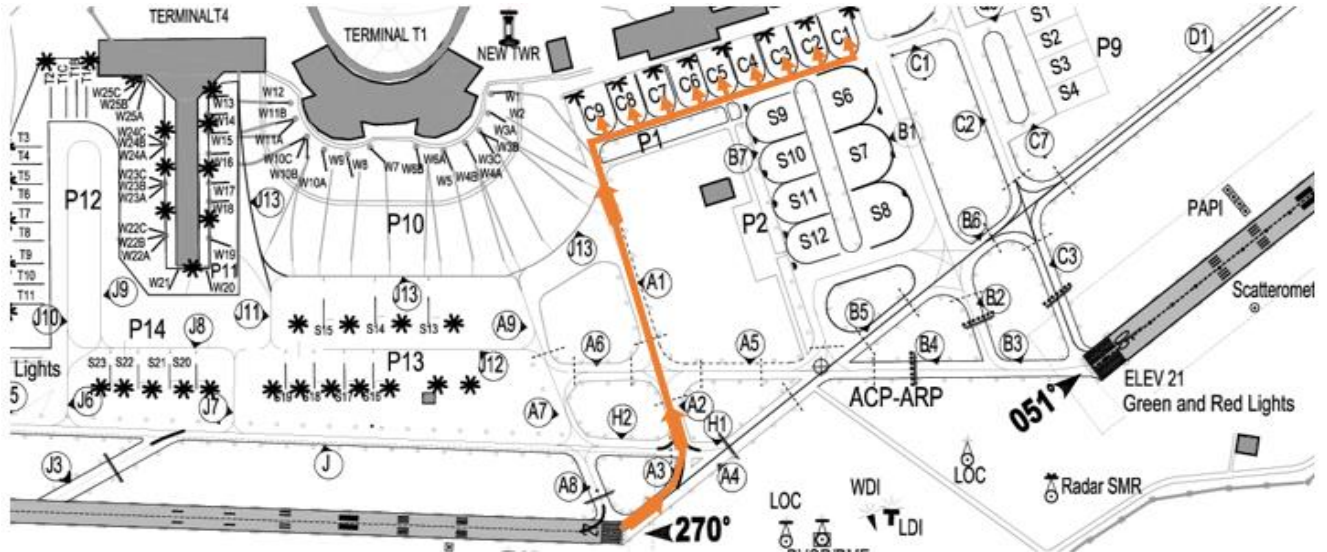 TERMINALT4
TERMINAL T1
NEW TWR
T2
T1C
T1B
W25C
W25B
W25A
W13
W14
W15
W16
W17
W18
W19
W20
W21
W24C
W24B
W24A
W23C
W23B
W23A
W22C
W22B
W22A
T3
T4
T5
T6
T7
T8
T9
T10
T11
P12
P11
P14
P10
P13
W12
W11B
W11A
W10C
W10B
W10A
W9
W8
W7
W6B
W6A
W5
W4B
W4A
W3C
W3B
W3A
W2
W1
J13
J13
J13
J9
J10
J11
J8
J12
J6
J7
J3
J
S15
S14
S13
S23
S22
S21
S20
S19
S18
S17
S16
Lights
5
C9
C8
C7
C6
C5
C4
C3
C2
C1
P1
P2
P9
S1
S2
S3
S4
S6
S7
S8
S9
S10
S11
S12
B7
B1
B6
B5
B2
B4
B3
C1
C2
C7
C3
D1
A1
A9
A6
A5
A7
A2
A3
A4
A8
H2
H1
PAPI
Scatteromet
ACP-ARP
051°
ELEV 21
Green and Red Lights
270°
27
LOC
LOC
WDI
LDI
Radar SMR